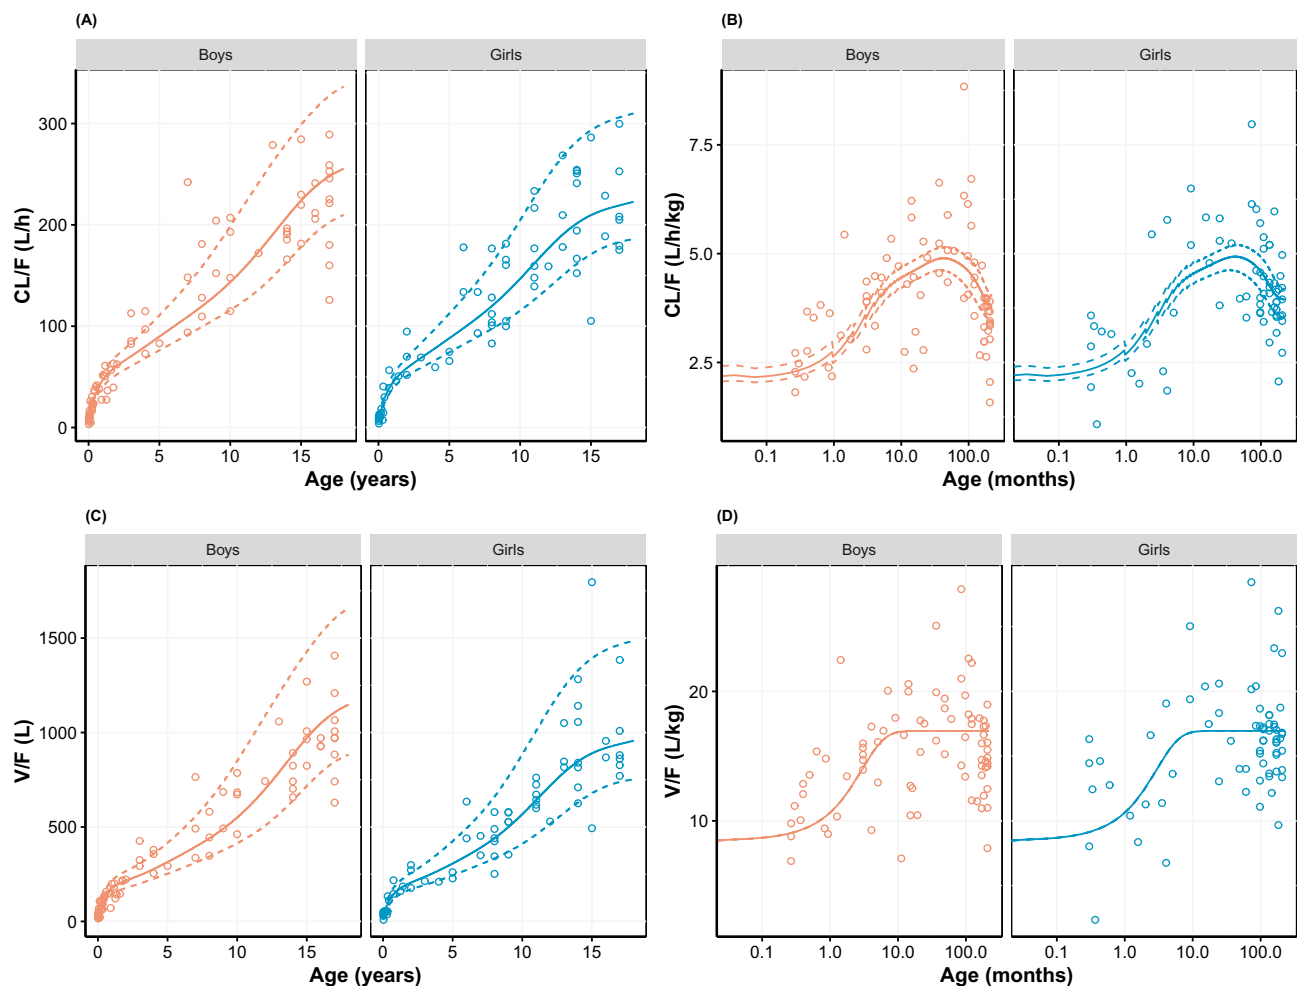 (A)
Boys
Girls
CL/F (L/h)
300
200
100
0
0
5
10
15
0
5
10
15
Age (years)
(B)
Boys
Girls
CL/F (L/h/kg)
7.5
5.0
2.5
0.1
1.0
10.0
100.0
0.1
1.0
10.0
100.0
Age (months)
(C)
Boys
Girls
V/F (L)
1500
1000
500
0
0
5
10
15
0
5
10
15
Age (years)
(D)
Boys
Girls
V/F (L/kg)
20
10
0.1
1.0
10.0
100.0
0.1
1.0
10.0
100.0
Age (months)